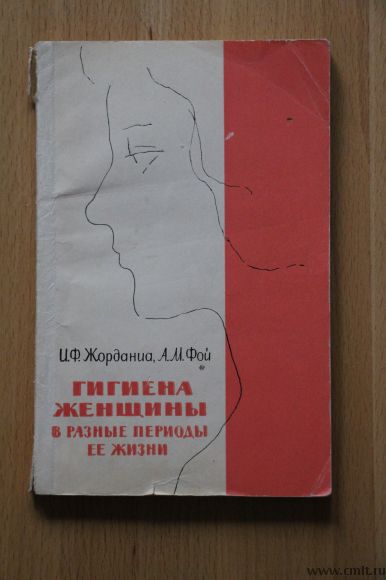 И.Ф. Жордания, А.М. Фой
ГИГИЕНА
ЖЕНЩИНЫ
В РАЗНЫЕ ПЕРИОДЫ
ЕЕ ЖИЗНИ
www.cmlt.ru